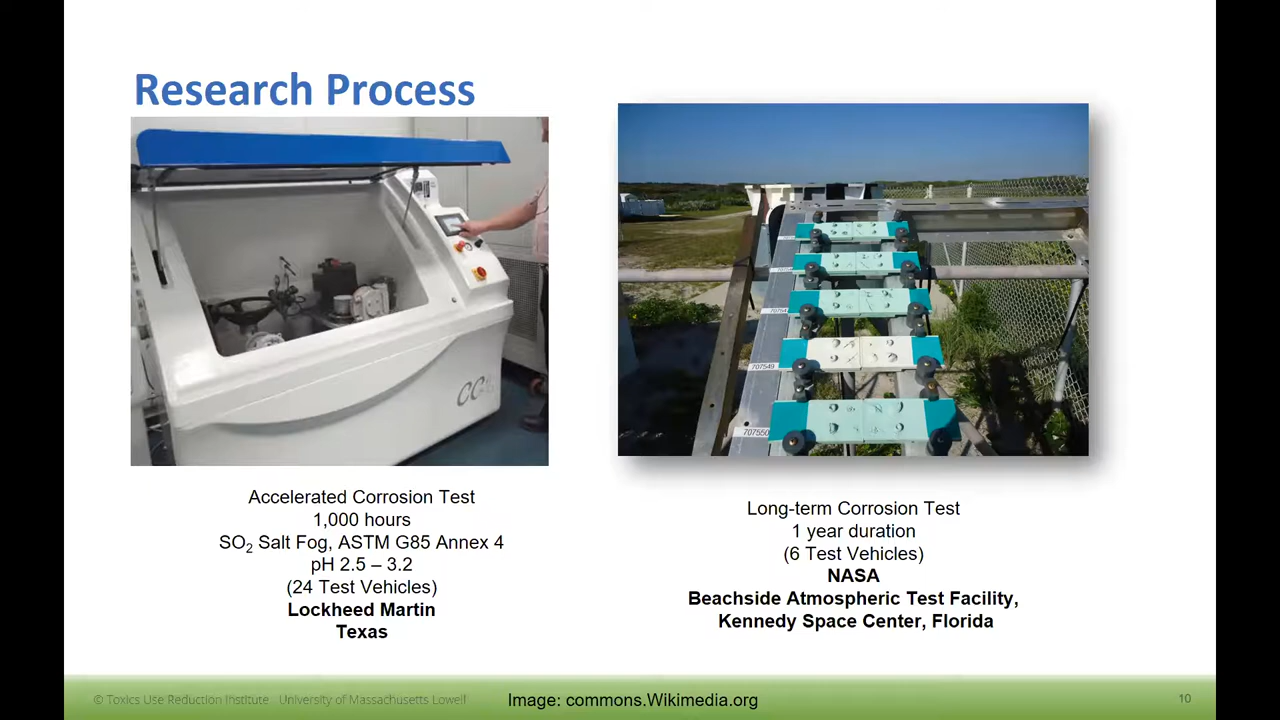 Research Process
CC
707549
707550
Accelerated Corrosion Test
1,000 hours
SO₂ Salt Fog, ASTM G85 Annex 4
pH 2.5 – 3.2
(24 Test Vehicles)
Lockheed Martin
Texas
Long-term Corrosion Test
1 year duration
(6 Test Vehicles)
NASA
Beachside Atmospheric Test Facility,
Kennedy Space Center, Florida
© Toxics Use Reduction Institute University of Massachusetts Lowell
Image: commons.Wikimedia.org
10